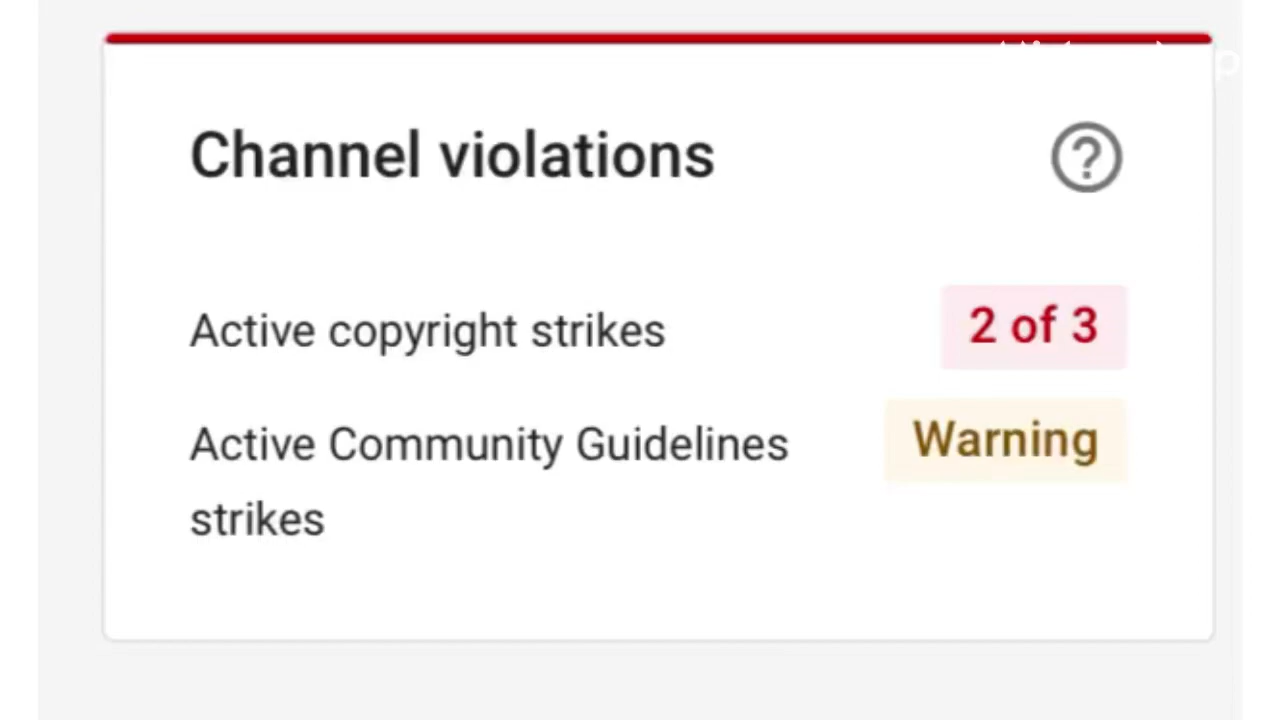 Channel violations
Active copyright strikes
2 of 3
Active Community Guidelines
Warning
strikes